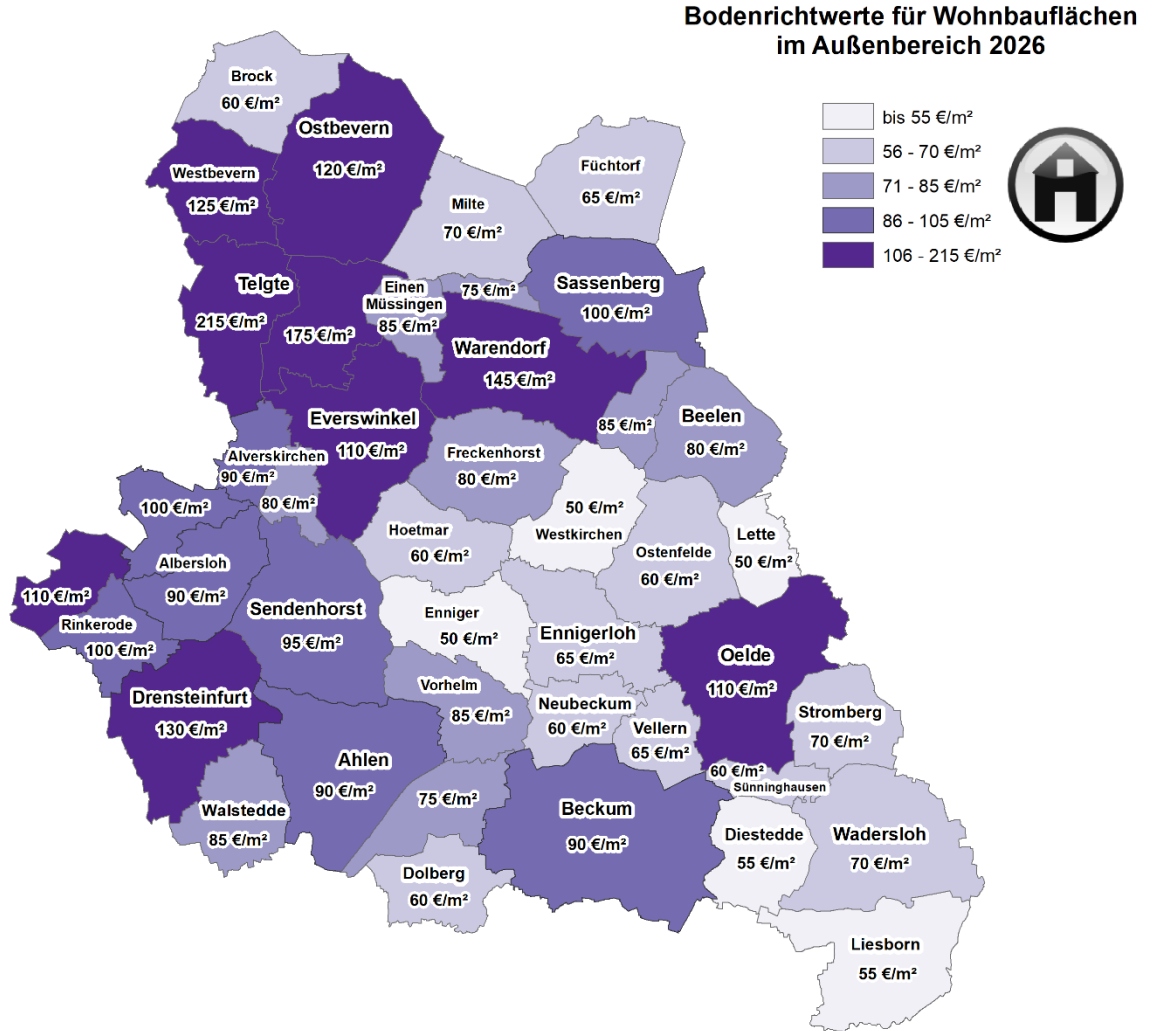 Bodenrichtwerte für Wohnbauflächen
im Außenbereich 2026
bis 55 €/m²
56 - 70 €/m²
71 - 85 €/m²
86 - 105 €/m²
106 - 215 €/m²
Brock
60 €/m²
Ostbevern
120 €/m²
Westbevern
125 €/m²
Füchtorf
65 €/m²
Milte
70 €/m²
Telgte
215 €/m²
175 €/m²
Einen
Müssingen
85 €/m²
75 €/m²
Sassenberg
100 €/m²
Warendorf
145 €/m²
Everswinkel
110 €/m²
85 €/m²
Beelen
80 €/m²
Alverskirchen
90 €/m²
80 €/m²
Freckenhorst
80 €/m²
50 €/m²
Westkirchen
100 €/m²
Hoetmar
60 €/m²
Ostenfelde
60 €/m²
Lette
50 €/m²
Albersloh
90 €/m²
110 €/m²
Rinkerode
100 €/m²
Sendenhorst
95 €/m²
Enniger
50 €/m²
Ennigerloh
65 €/m²
Oelde
110 €/m²
Drensteinfurt
130 €/m²
Vorhelm
85 €/m²
Neubeckum
60 €/m²
Vellern
65 €/m²
Stromberg
70 €/m²
Ahlen
90 €/m²
75 €/m²
60 €/m²
Sünninghausen
Walstedde
85 €/m²
Beckum
90 €/m²
Diestedde
55 €/m²
Wadersloh
70 €/m²
Dolberg
60 €/m²
Liesborn
55 €/m²